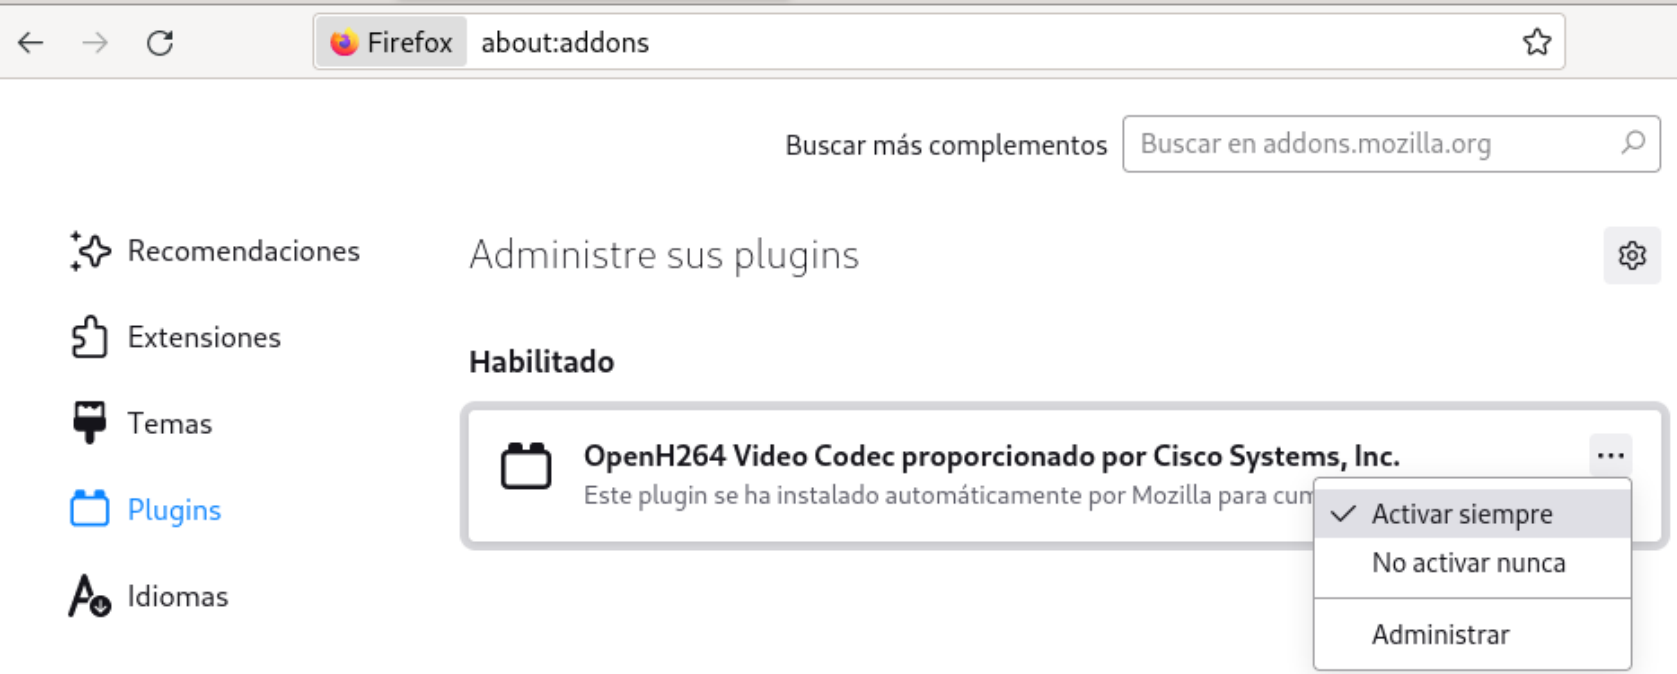 Firefox about:addons
Buscar más complementos Buscar en addons.mozilla.org
Recomendaciones
Extensiones
Temas
Plugins
Idiomas
Administre sus plugins
Habilitado
OpenH264 Video Codec proporcionado por Cisco Systems, Inc.
Este plugin se ha instalado automáticamente por Mozilla para
Activar siempre
No activar nunca
Administrar